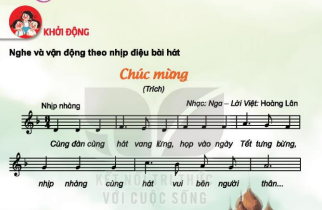 KHỞI ĐỘNG
Nghe và vận động theo nhịp điệu bài hát
Chúc mừng
(Trích)
Nhịp nhàng
Nhạc: Nga – Lời Việt: Hoàng Lân
Cùng đàn cùng hát vang lừng, họp vào ngày Tết tưng bừng,
nhịp nhàng cùng hát vui bên người thân...
KẾT NỐI TRI THỨC
VỚI CUỘC SỐNG